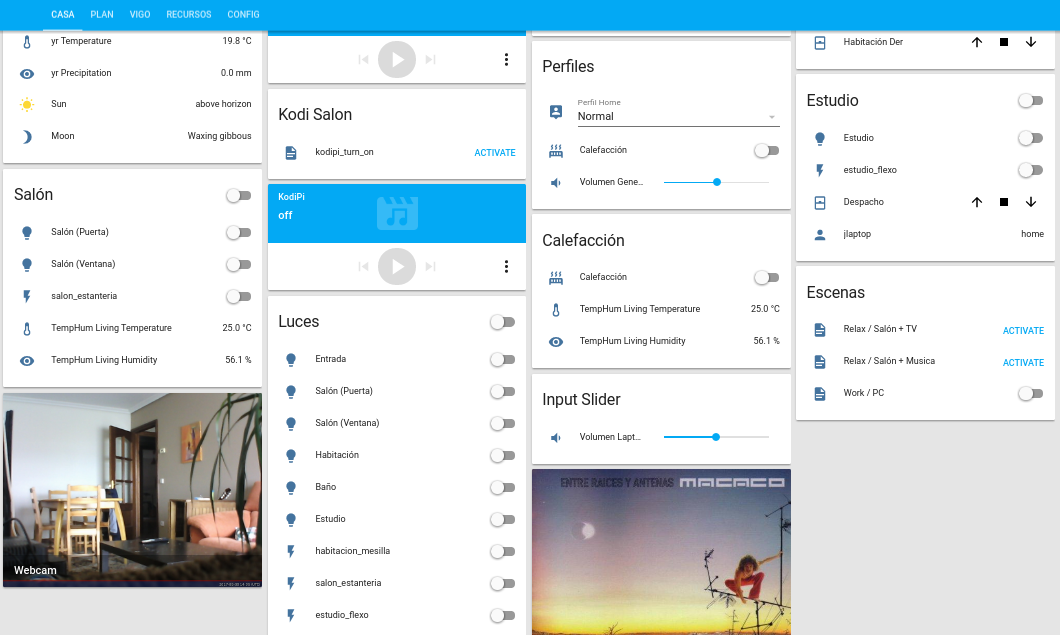 CASA PLAN VIGO RECURSOS CONFIG
yr Temperature 19.8 °C
yr Precipitation 0.0 mm
Sun above horizon
Moon Waxing gibbous
Salón
Salón (Puerta)
Salón (Ventana)
salon_estanteria
TempHum Living Temperature 25.0 °C
TempHum Living Humidity 56.1 %
Webcam
Kodi Salon
kodipi_turn_on ACTIVATE
KodiPi
off
Luces
Entrada
Salón (Puerta)
Salón (Ventana)
Habitación
Baño
Estudio
habitacion_mesilla
salon_estanteria
estudio_flexo
Perfiles
Perfil Home
Normal
Calefacción
Volumen Gene...
Calefacción
Calefacción
TempHum Living Temperature 25.0 °C
TempHum Living Humidity 56.1 %
Input Slider
Volumen Lapt...
ENTRE RAICES Y ANTENAS MACACO
Habitación Der
Estudio
Estudio
estudio_flexo
Despacho
jlaptop home
Escenas
Relax / Salón + TV ACTIVATE
Relax / Salón + Musica ACTIVATE
Work / PC